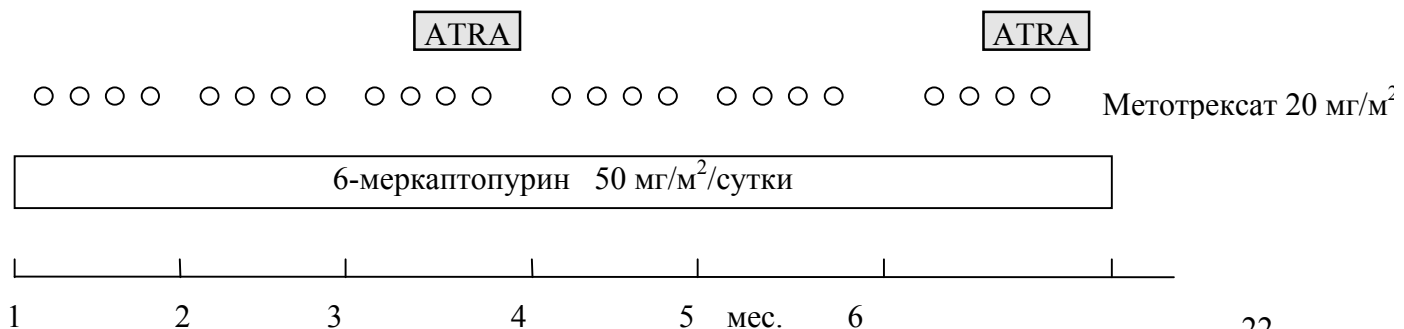 ATRA ATRA
Метотрексат 20 мг/м²
6-меркаптопурин 50 мг/м²/сутки
1 2 3 4 5 мес. 6